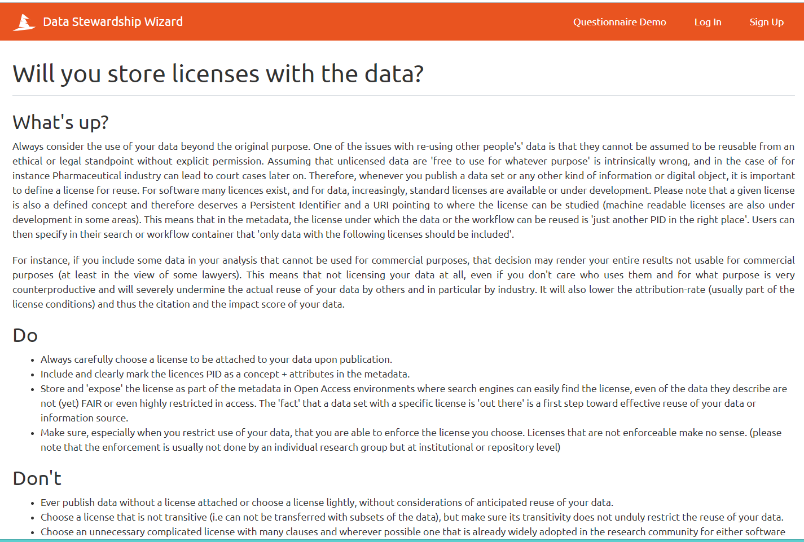 Data Stewardship Wizard
Questionnaire Demo Log In Sign Up
Will you store licenses with the data?
What's up?
Always consider the use of your data beyond the original purpose. One of the issues with re-using other people's' data is that they cannot be assumed to be reusable from an
ethical or legal standpoint without explicit permission. Assuming that unlicensed data are 'free to use for whatever purpose' is intrinsically wrong, and in the case of for
instance Pharmaceutical industry can lead to court cases later on. Therefore, whenever you publish a data set or any other kind of information or digital object, it is important
to define a license for reuse. For software many licences exist, and for data, increasingly, standard licenses are available or under development. Please note that a given license
is also a defined concept and therefore deserves a Persistent Identifier and a URI pointing to where the license can be studied (machine readable licenses are also under
development in some areas). This means that in the metadata, the license under which the data or the workflow can be reused is 'just another PID in the right place'. Users can
then specify in their search or workflow container that 'only data with the following licenses should be included'.
For instance, if you include some data in your analysis that cannot be used for commercial purposes, that decision may render your entire results not usable for commercial
purposes (at least in the view of some lawyers). This means that not licensing your data at all, even if you don't care who uses them and for what purpose is very
counterproductive and will severely undermine the actual reuse of your data by others and in particular by industry. It will also lower the attribution-rate (usually part of the
license conditions) and thus the citation and the impact score of your data.
Do
• Always carefully choose a license to be attached to your data upon publication.
• Include and clearly mark the licences PID as a concept + attributes in the metadata.
• Store and 'expose' the license as part of the metadata in Open Access environments where search engines can easily find the license, even of the data they describe are
not (yet) FAIR or even highly restricted in access. The 'fact' that a data set with a specific license is 'out there' is a first step toward effective reuse of your data or
information source.
• Make sure, especially when you restrict use of your data, that you are able to enforce the license you choose. Licenses that are not enforceable make no sense. (please
note that the enforcement is usually not done by an individual research group but at institutional or repository level)
Don't
• Ever publish data without a license attached or choose a license lightly, without considerations of anticipated reuse of your data.
• Choose a license that is not transitive (i.e can not be transferred with subsets of the data), but make sure its transitivity does not unduly restrict the reuse of your data.
• Choose an unnecessary complicated license with many clauses and wherever possible one that is already widely adopted in the research community for either software